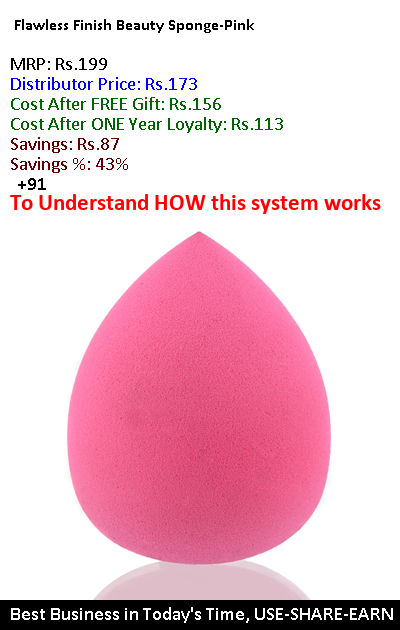 Flawless Finish Beauty Sponge-Pink
MRP: Rs.199
Distributor Price: Rs.173
Cost After FREE Gift: Rs.156
Cost After ONE Year Loyalty: Rs.113
Savings: Rs.87
Savings %: 43%
+91
To Understand HOW this system works
Best Business in Today's Time, USE-SHARE-EARN